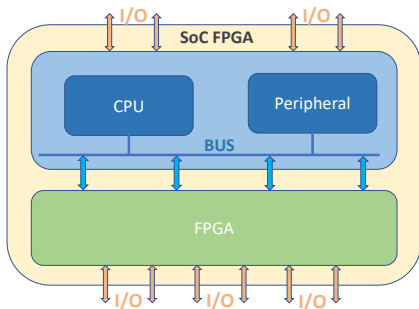 I/O
I/O
SoC FPGA
CPU
Peripheral
BUS
FPGA
I/O
I/O
I/O